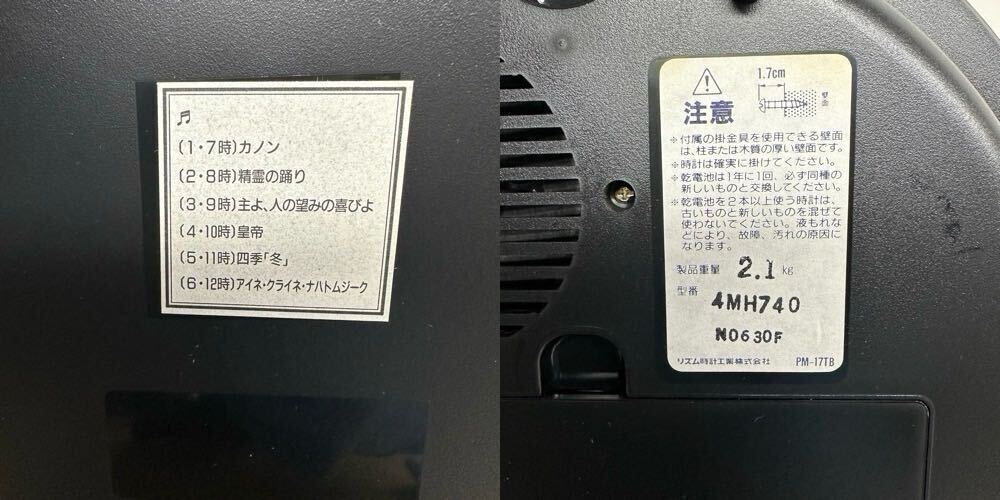 ♬
(1・7時)カノン
(2・8時)精霊の踊り
(3・9時)主よ、人の望みの喜びよ
(4・10時)皇帝
(5・11時)四季「冬」
(6・12時)アイネ・クライネ・ナハトムジーク
1.7cm
壁面
注意
※付属の掛金具を使用できる壁面
は、柱または木質の厚い壁面です。
※時計は確実に掛けてください。
※乾電池は1年に1回、必ず同種の
新しいものと交換してください。
※乾電池を2本以上使う時計は、
古いものと新しいものを混ぜて
使わないでください。液もれな
どにより、故障、汚れの原因に
なります。
製品重量 2.1 kg
型番 4MH740
N0630F
リズム時計工業株式会社 PM-17TB